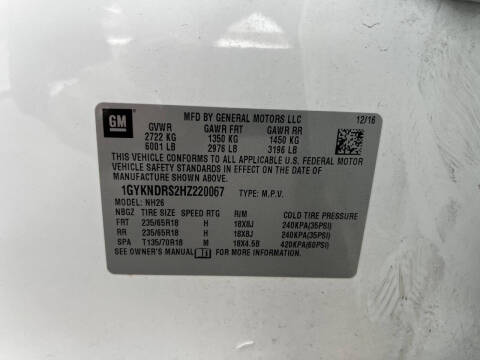 GM
MFD BY GENERAL MOTORS LLC 12/16
GVWR GAWR FRT GAWR RR
2722 KG 1350 KG 1450 KG
6001 LB 2976 LB 3196 LB
THIS VEHICLE CONFORMS TO ALL APPLICABLE U.S. FEDERAL MOTOR
VEHICLE SAFETY STANDARDS IN EFFECT ON THE DATE OF
MANUFACTURE SHOWN ABOVE.
1GYKNDRS2HZ220067 TYPE: M.P.V.
MODEL: NH26
NBGZ TIRE SIZE SPEED RTG RIM COLD TIRE PRESSURE
FRT 235/65R18 H 18X8J 240KPA(35PSI)
RR 235/65R18 H 18X8J 240KPA(35PSI)
SPA T135/70R18 M 18X4.5B 420KPA(60PSI)
SEE OWNER'S MANUAL FOR MORE INFORMATION.